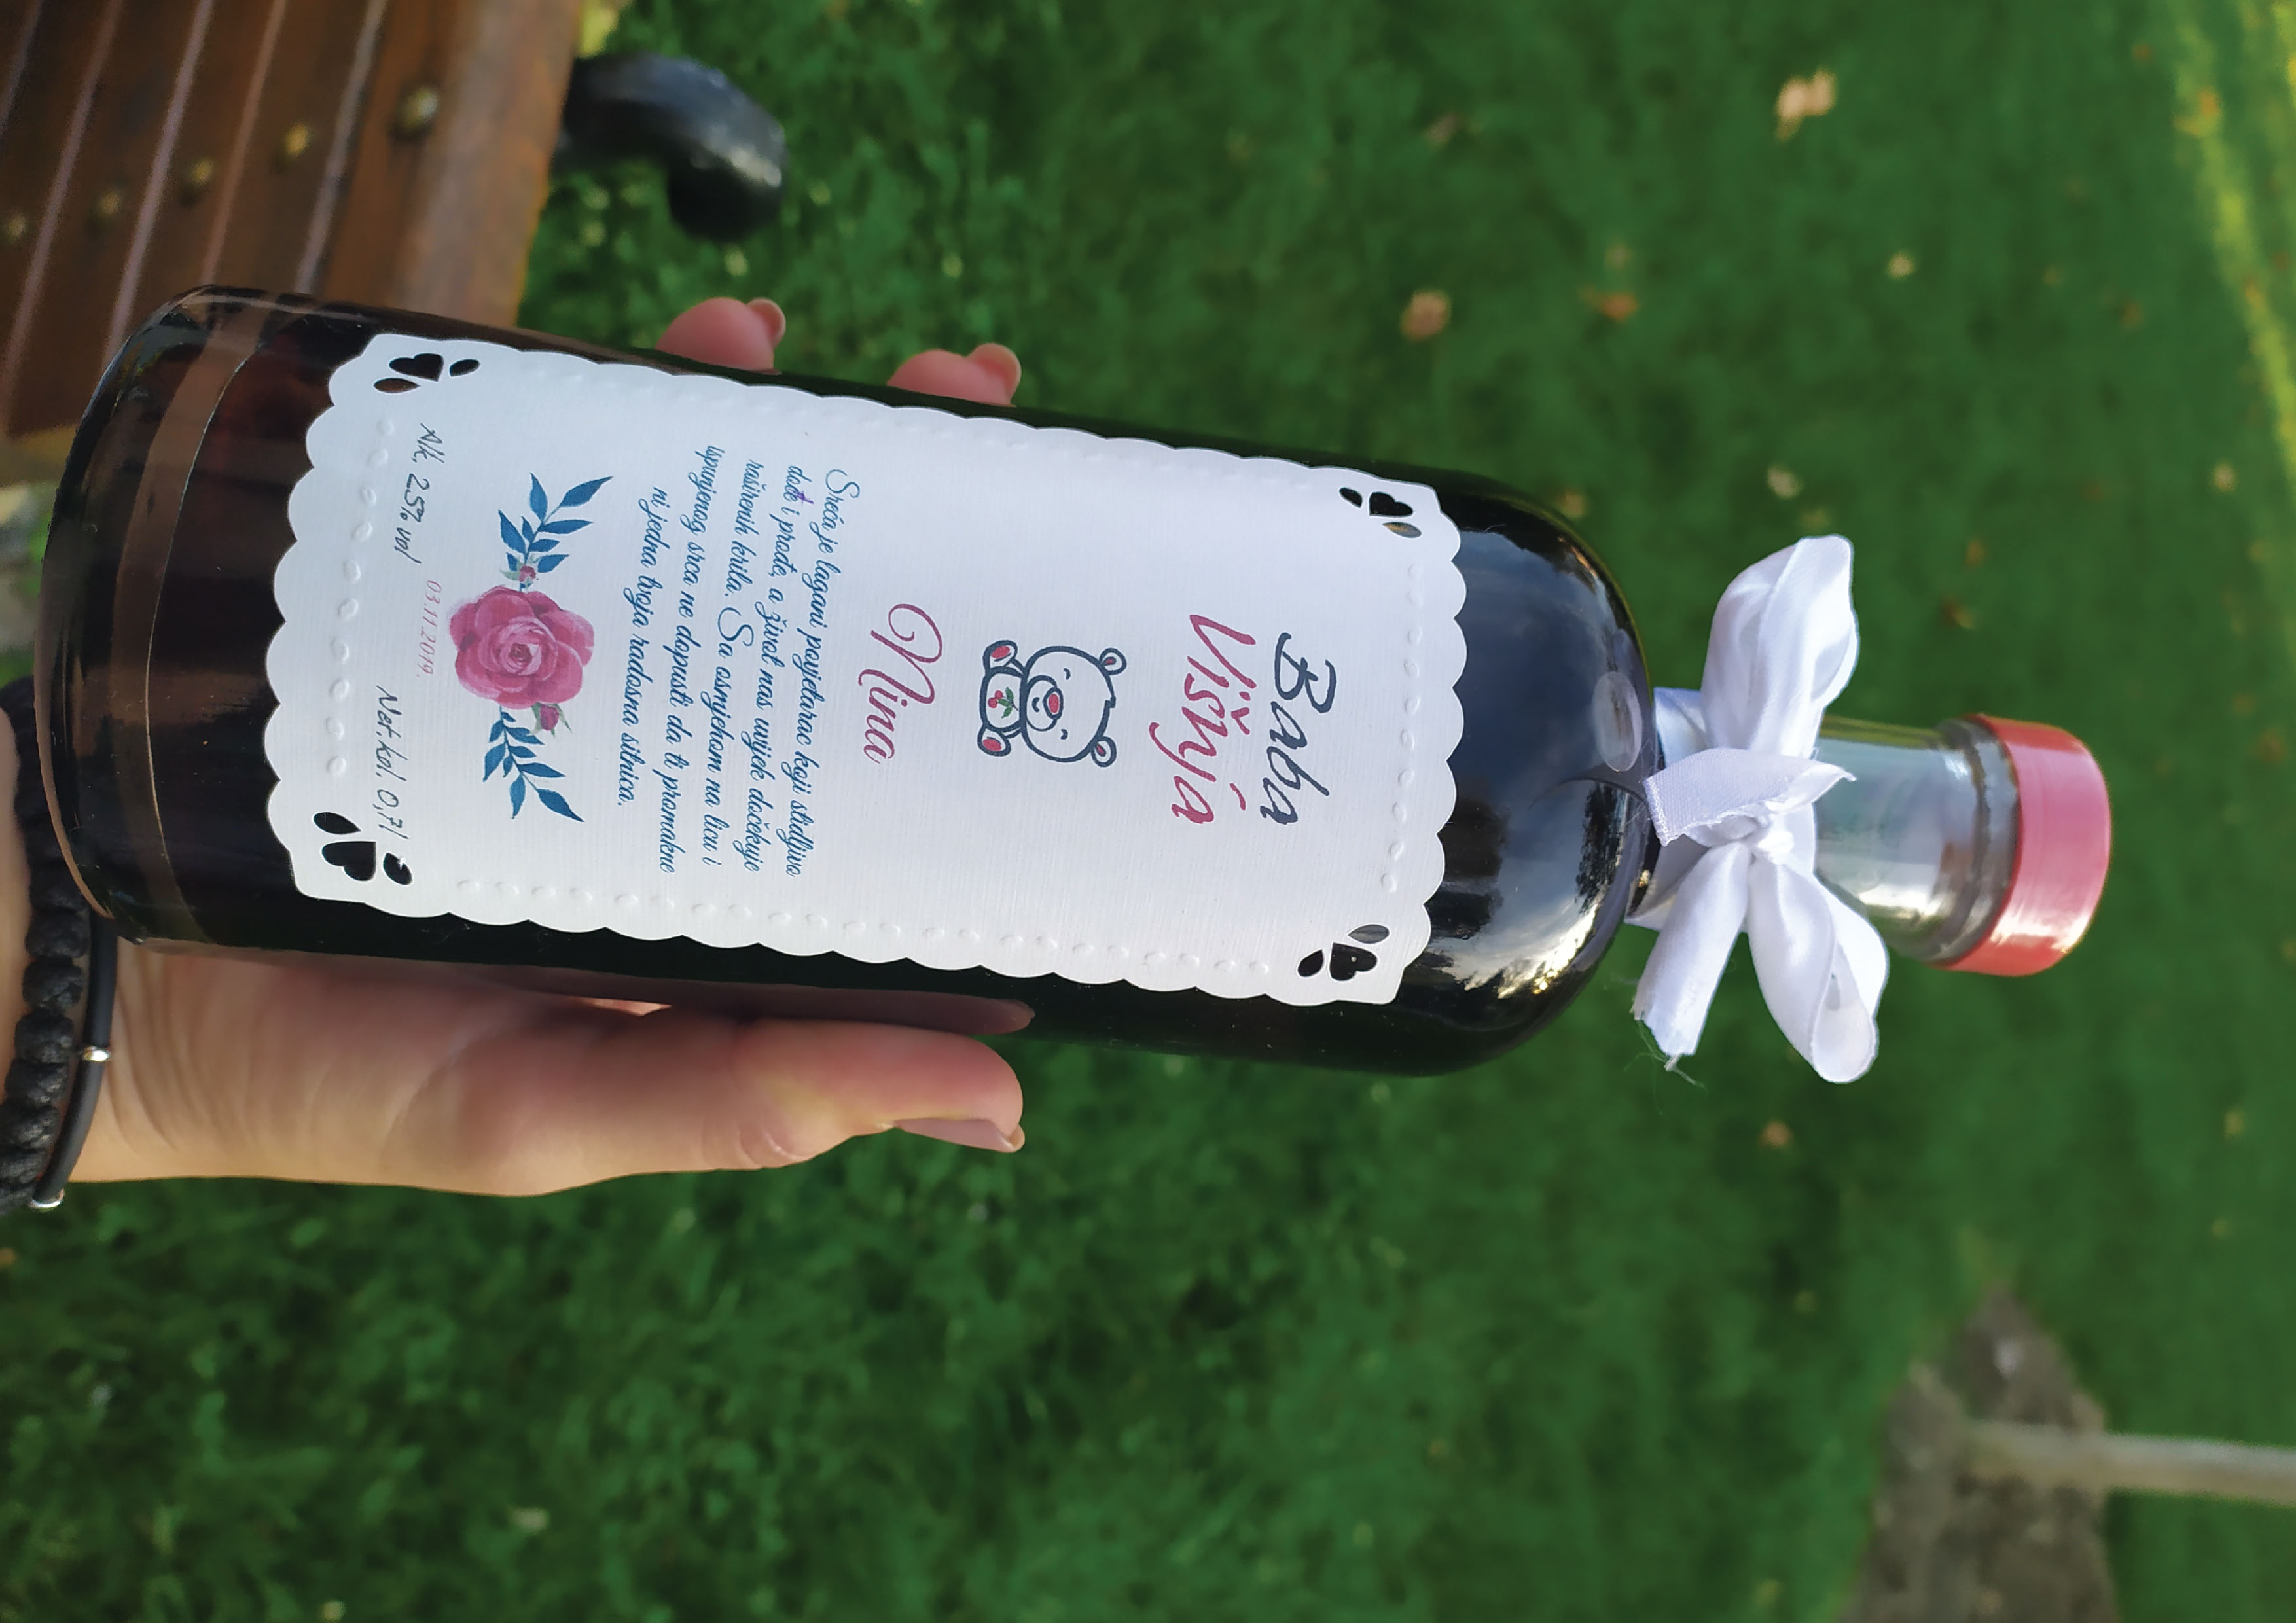 Baba
Višnja
Nina
Sreća je lagani povjetarac koji stidljivo
dođe i prođe, a život nas uvijek dočekuje
raširenih krila. Sa osmjehom na licu i
ispunjenog srca ne dopusti da ti promakne
ni jedna tvoja radosna sitnica.
03.11.2019.
Alk. 25% vol
Net.kol. 0,7l